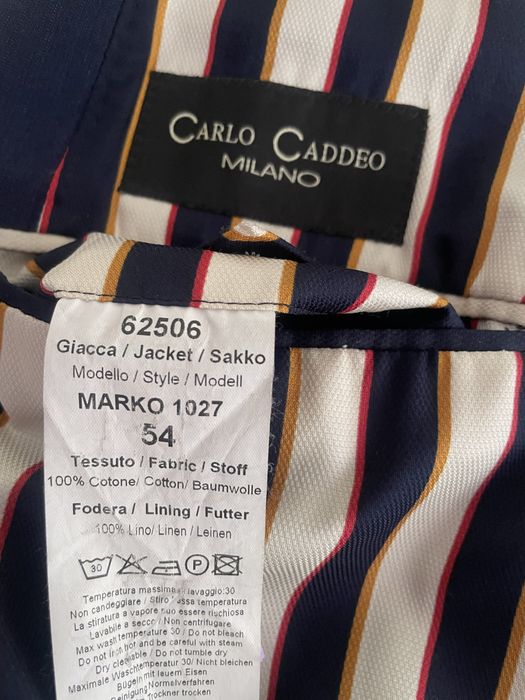 CARLO CADDEO
MILANO
62506
Giacca / Jacket / Sakko
Modello / Style / Modell
MARKO 1027
54
Tessuto / Fabric / Stoff
100% Cotone/ Cotton/ Baumwolle
Fodera / Lining / Futter
100% Lino/ Linen / Leinen
30
P
Temperatura massima lavaggio:30
Non candeggiare / Stiro bassa temperatura
La stiratura a vapore può essere rischiosa
Lavabile a secco / Non centrifugare
Max wash temperature 30 / Do not bleach
Do not iron hot and be careful with steam
Dry cleanable / Do not tumble dry
Maximale Waschtemperatur 30/ Nicht bleichen
Bügeln mit leuem Eisen
Reinigung Normalverfahren
Trockner trocken